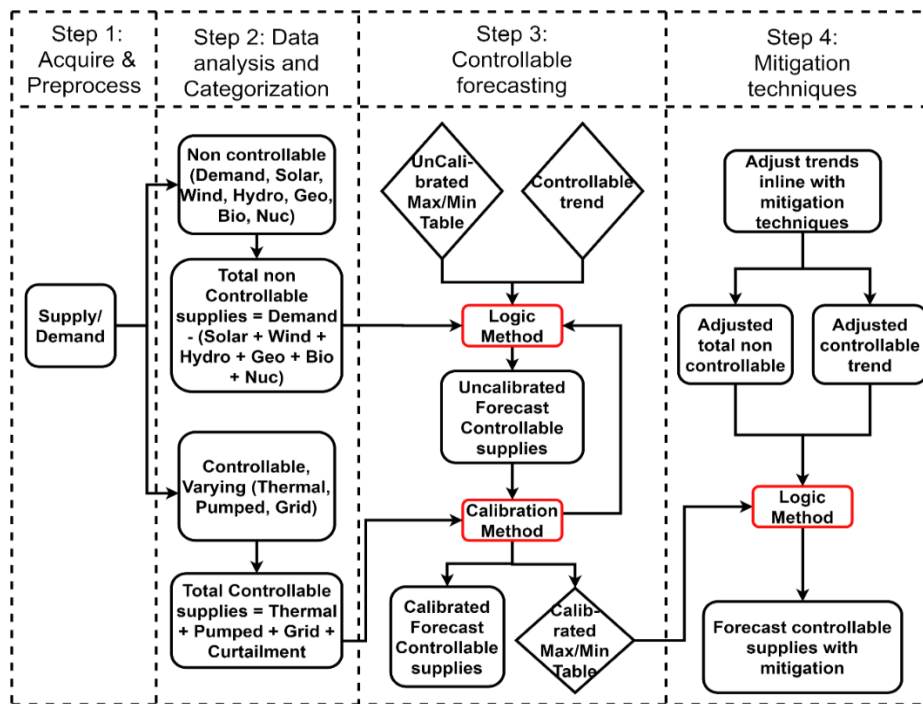 Step 1:
Acquire &
Preprocess
Step 2: Data
analysis and
Categorization
Step 3:
Controllable
forecasting
Step 4:
Mitigation
techniques
Supply/
Demand
Non controllable
(Demand, Solar,
Wind, Hydro, Geo,
Bio, Nuc)
Total non
Controllable
supplies = Demand
- (Solar + Wind +
Hydro + Geo + Bio
+ Nuc)
Controllable,
Varying (Thermal,
Pumped, Grid)
Total Controllable
supplies = Thermal
+ Pumped + Grid +
Curtailment
UnCali-
brated
Max/Min
Table
Controllable
trend
Logic
Method
Uncalibrated
Forecast
Controllable
supplies
Calibration
Method
Calibrated
Forecast
Controllable
supplies
Calib-
rated
Max/Min
Table
Adjust trends
inline with
mitigation
techniques
Adjusted
total non
controllable
Adjusted
controllable
trend
Logic
Method
Forecast controllable
supplies with
mitigation